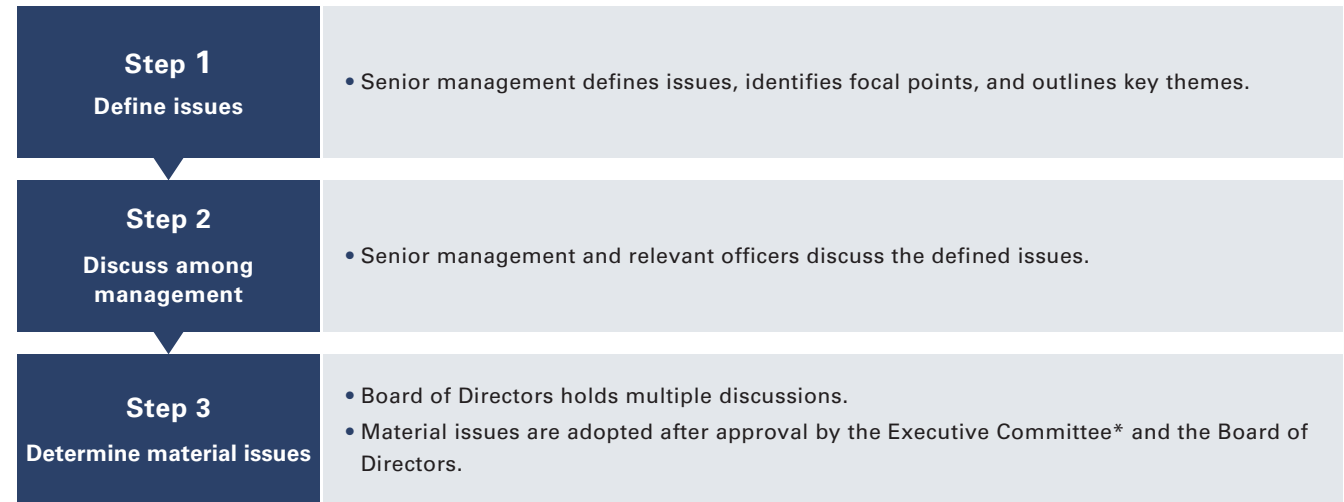 Step 1
Define issues
• Senior management defines issues, identifies focal points, and outlines key themes.
Step 2
Discuss among
management
• Senior management and relevant officers discuss the defined issues.
Step 3
Determine material issues
• Board of Directors holds multiple discussions.
• Material issues are adopted after approval by the Executive Committee* and the Board of
Directors.